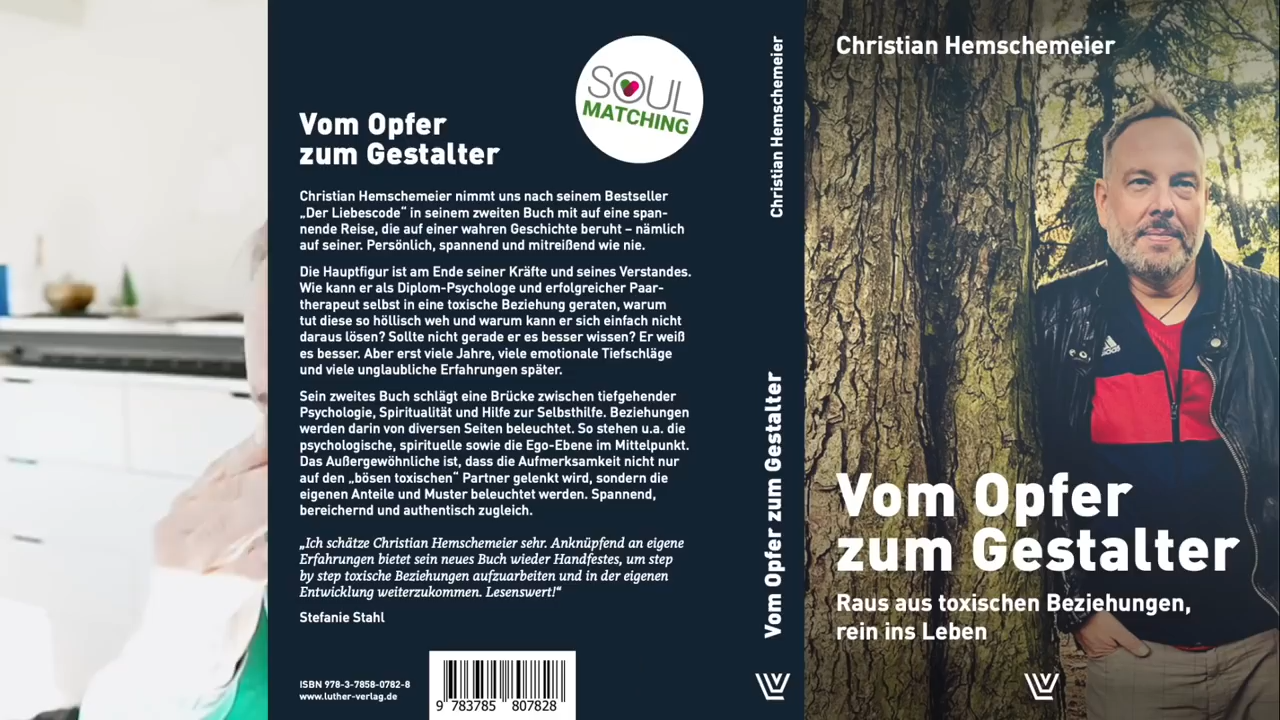 SOUL
MATCHING
Vom Opfer
zum Gestalter
Christian Hemschemeier nimmt uns nach seinem Bestseller
„Der Liebescode“ in seinem zweiten Buch mit auf eine span-
nende Reise, die auf einer wahren Geschichte beruht – nämlich
auf seiner. Persönlich, spannend und mitreißend wie nie.
Die Hauptfigur ist am Ende seiner Kräfte und seines Verstandes.
Wie kann er als Diplom-Psychologe und erfolgreicher Paar-
therapeut selbst in eine toxische Beziehung geraten, warum
tut diese so höllisch weh und warum kann er sich einfach nicht
daraus lösen? Sollte nicht gerade er es besser wissen? Er weiß
es besser. Aber erst viele Jahre, viele emotionale Tiefschläge
und viele unglaubliche Erfahrungen später.
Sein zweites Buch schlägt eine Brücke zwischen tiefgehender
Psychologie, Spiritualität und Hilfe zur Selbsthilfe. Beziehungen
werden darin von diversen Seiten beleuchtet. So stehen u.a. die
psychologische, spirituelle sowie die Ego-Ebene im Mittelpunkt.
Das Außergewöhnliche ist, dass die Aufmerksamkeit nicht nur
auf den „bösen toxischen“ Partner gelenkt wird, sondern die
eigenen Anteile und Muster beleuchtet werden. Spannend,
bereichernd und authentisch zugleich.
„Ich schätze Christian Hemschemeier sehr. Anknüpfend an eigene
Erfahrungen bietet sein neues Buch wieder Handfestes, um step
by step toxische Beziehungen aufzuarbeiten und in der eigenen
Entwicklung weiterzukommen. Lesenswert!“
Stefanie Stahl
ISBN 978-3-7858-0782-8
www.luther-verlag.de
9 783785 807828
Christian Hemschemeier
Vom Opfer zum Gestalter
Christian Hemschemeier
adidas
Vom Opfer
zum Gestalter
Raus aus toxischen Beziehungen,
rein ins Leben